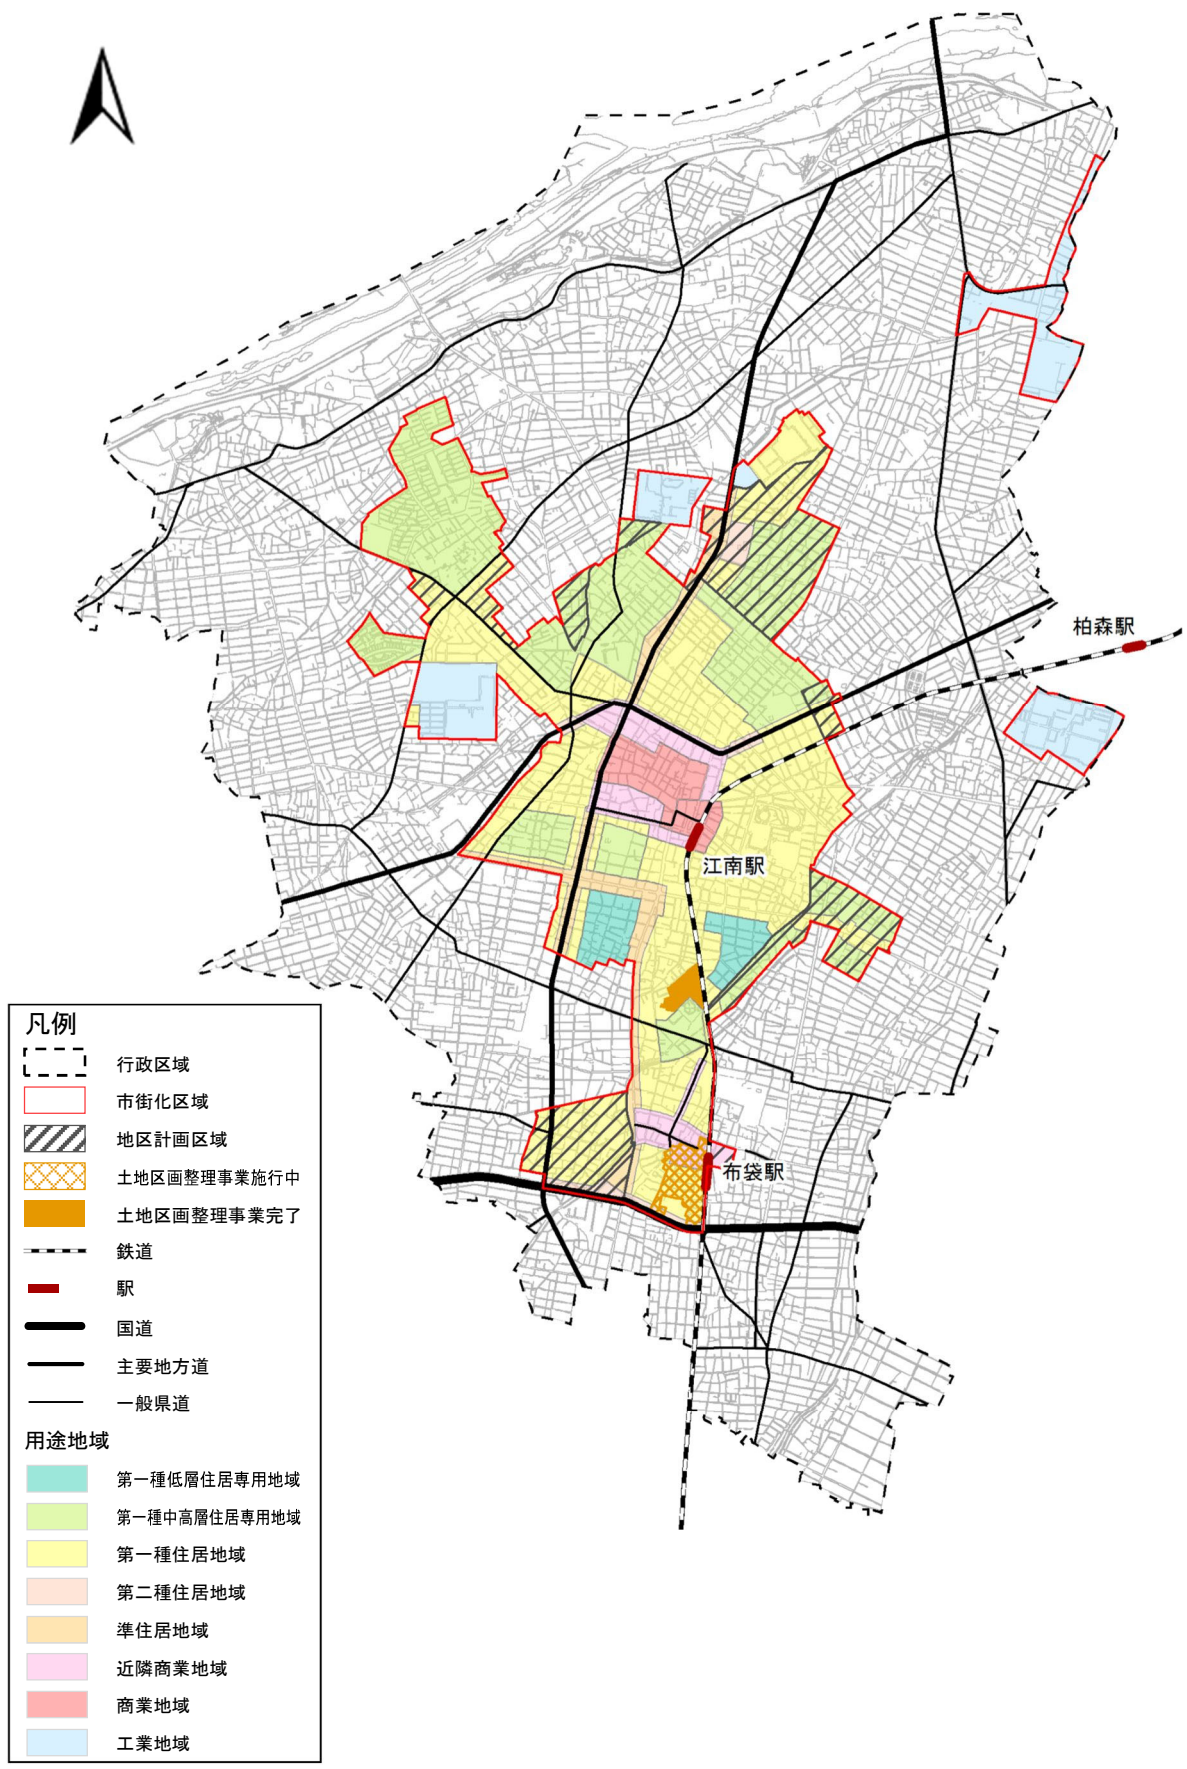 柏森駅
江南駅
布袋駅
凡例
行政区域
市街化区域
地区計画区域
土地区画整理事業施行中
土地区画整理事業完了
鉄道
駅
国道
主要地方道
一般県道
用途地域
第一種低層住居専用地域
第一種中高層住居専用地域
第一種住居地域
第二種住居地域
準住居地域
近隣商業地域
商業地域
工業地域